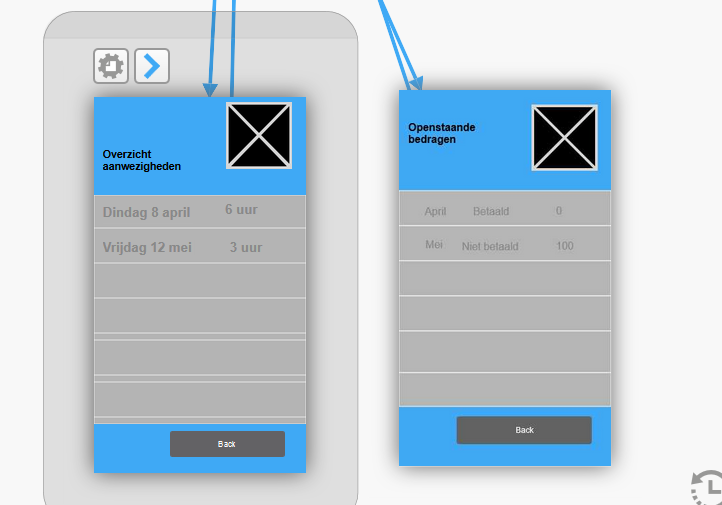 Overzicht
aanwezigheden
Dindag 8 april 6 uur
Vrijdag 12 mei 3 uur
Back
Openstaande
bedragen
April Betaald 0
Mei Niet betaald 100
Back